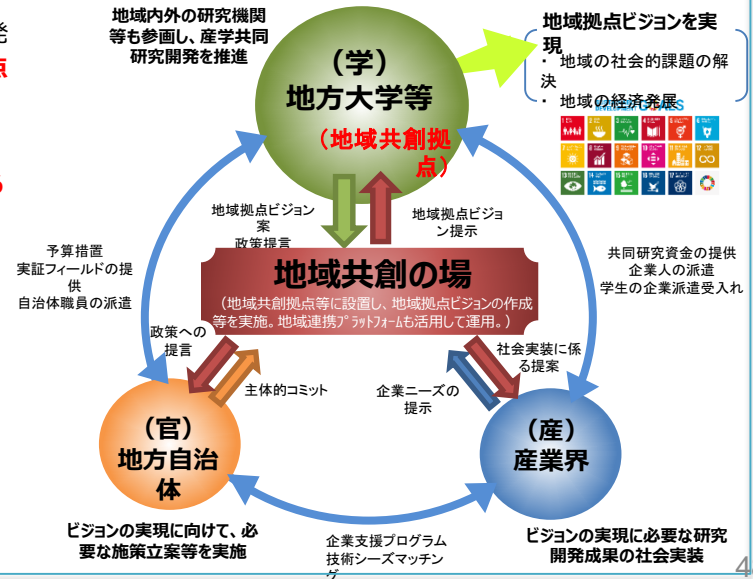 発
点
る
地域内外の研究機関
等も参画し、産学共同
研究開発を推進
（学）
地方大学等
（地域共創拠
点）
地域拠点ビジョンを実
現
・ 地域の社会的課題の解
決
・ 地域の経済発展
地域拠点ビジョン
案
政策提言
地域拠点ビジョ
ン提示
予算措置
実証フィールドの提
供
自治体職員の派遣
共同研究資金の提供
企業人の派遣
学生の企業派遣受入れ
地域共創の場
（地域共創拠点等に設置し、地域拠点ビジョンの作成
等を実施。地域連携ﾌﾟﾗｯﾄﾌｫｰﾑも活用して運用。）
政策への
提言
主体的コミット
企業ニーズの
提示
社会実装に係
る提案
（官）
地方自治
体
（産）
産業界
ビジョンの実現に向けて、必
要な施策立案等を実施
企業支援プログラム
技術シーズマッチン
グ
ビジョンの実現に必要な研究
開発成果の社会実装
4